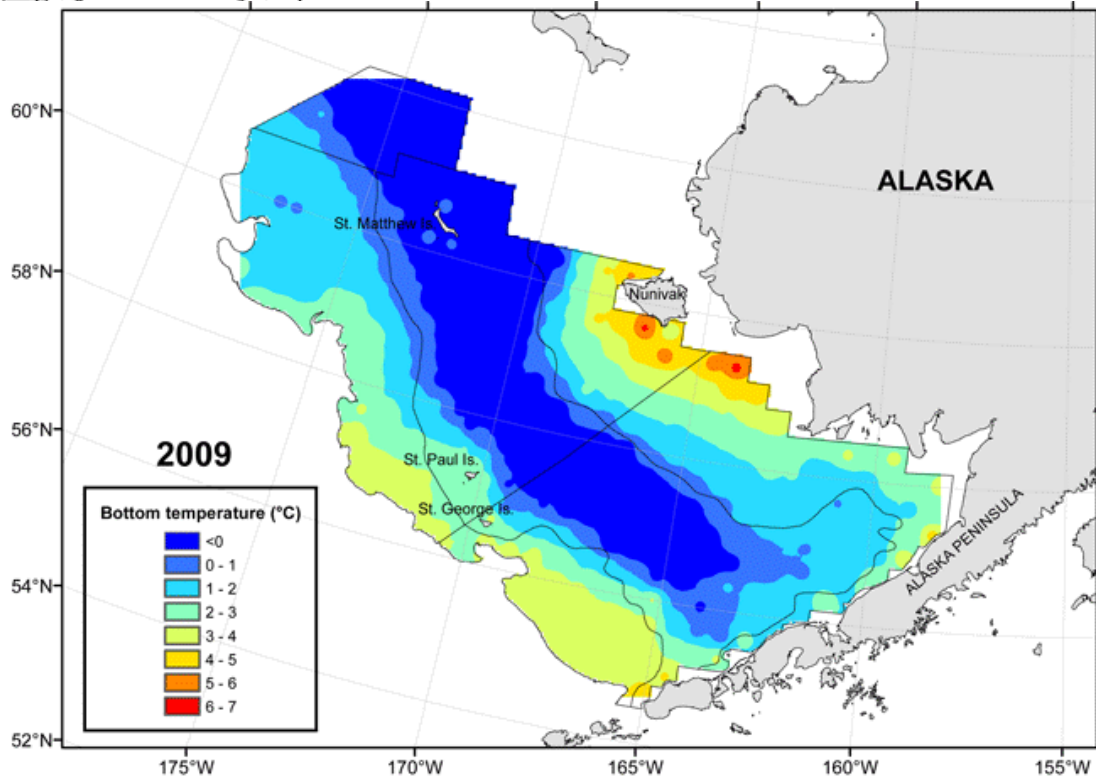 60°N
58°N
56°N
54°N
52°N
175°W
170°W
165°W
160°W
155°W
ALASKA
St. Matthew Is.
Nunivak
St. Paul Is.
St. George Is.
ALASKA PENINSULA
2009
Bottom temperature (°C)
<0
0 - 1
1 - 2
2 - 3
3 - 4
4 - 5
5 - 6
6 - 7